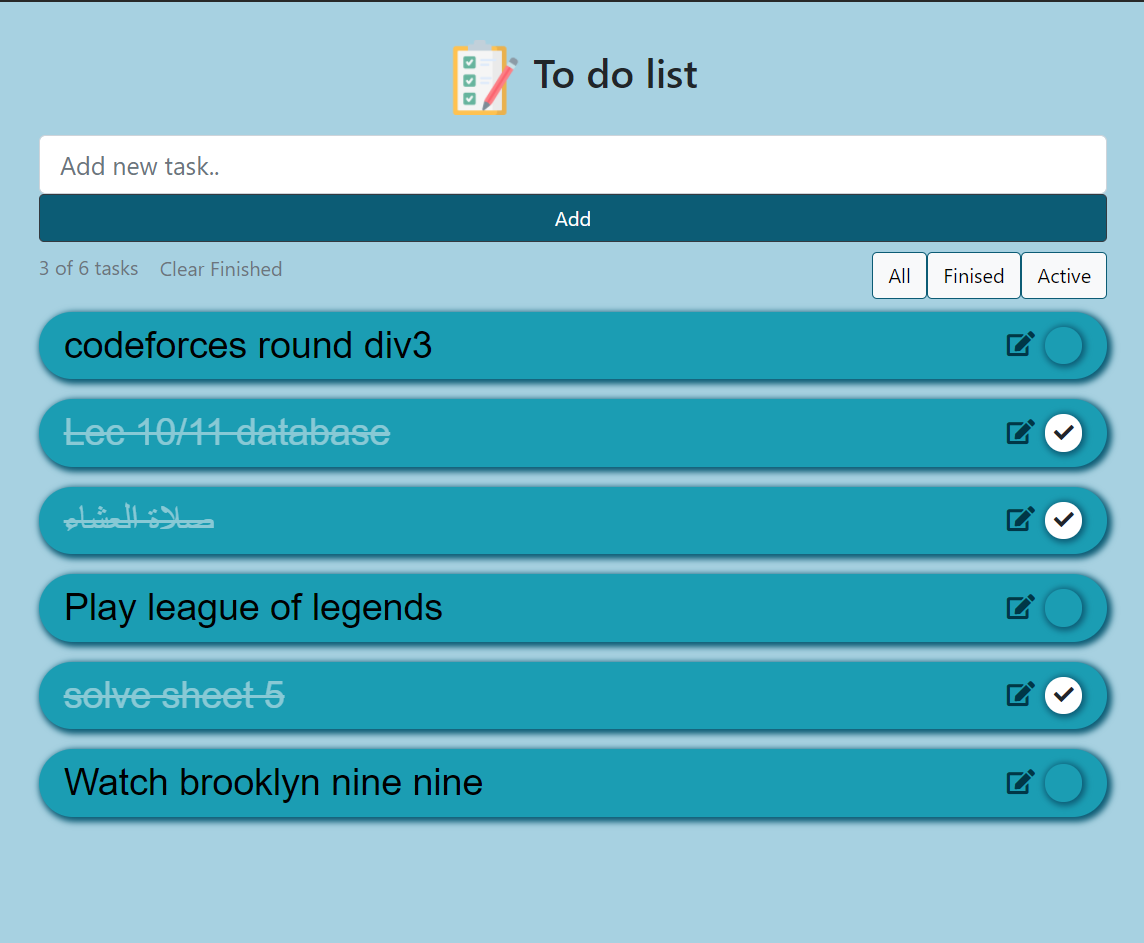 To do list
Add new task..
Add
3 of 6 tasks Clear Finished All Finised Active
codeforces round div3
Lec 10/11 database
صلاة العشاء
Play league of legends
solve sheet 5
Watch brooklyn nine nine